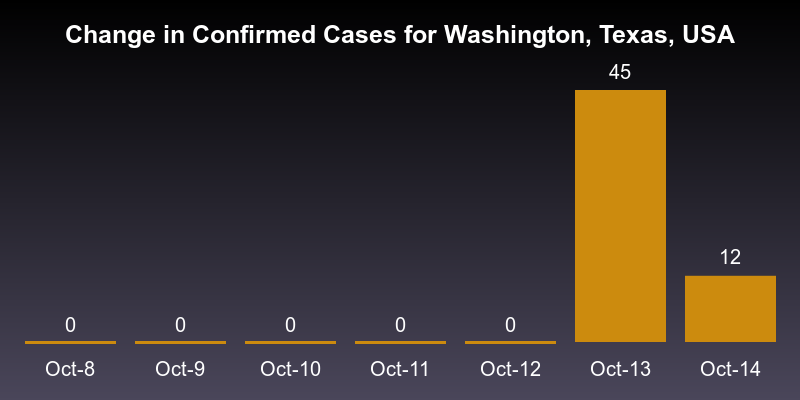 Change in Confirmed Cases for Washington, Texas, USA
45
12
0 0 0 0 0
Oct-8 Oct-9 Oct-10 Oct-11 Oct-12 Oct-13 Oct-14